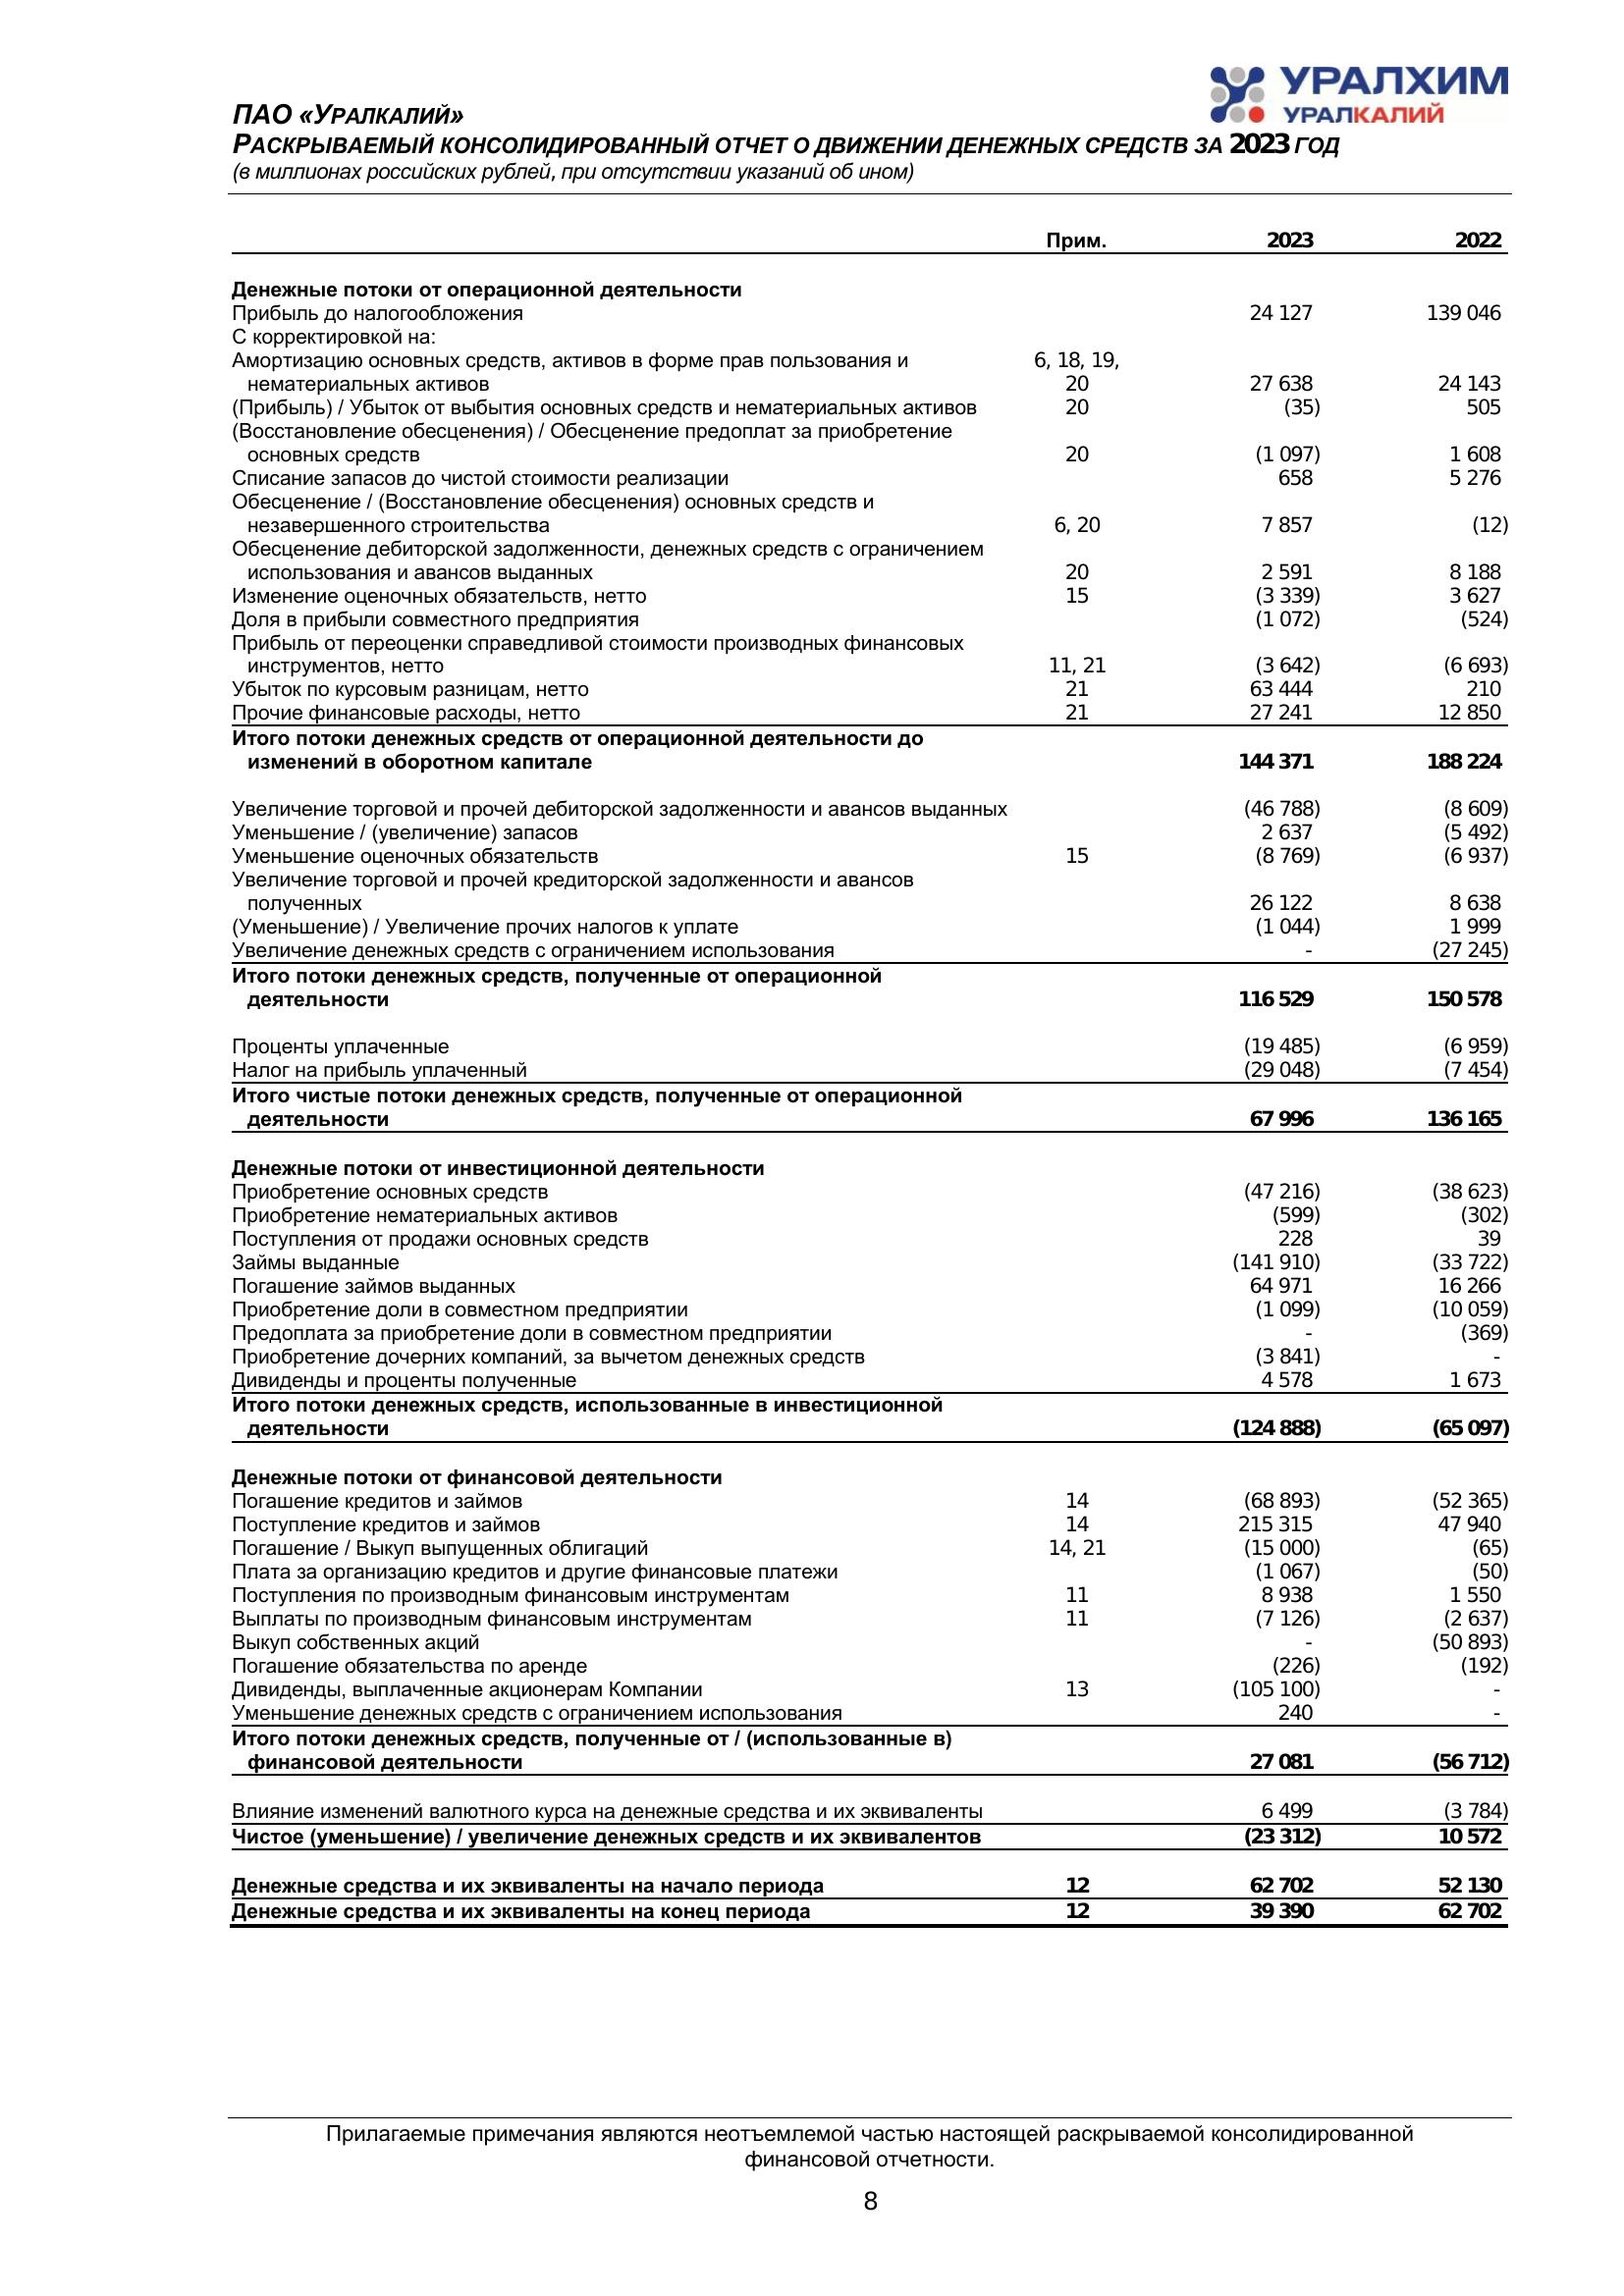 УРАЛХИМ
УРАЛКАЛИЙ
ПАО «УРАЛКАЛИЙ»
РАСКРЫВАЕМЫЙ КОНСОЛИДИРОВАННЫЙ ОТЧЕТ О ДВИЖЕНИИ ДЕНЕЖНЫХ СРЕДСТВ ЗА 2023 ГОД
(в миллионах российских рублей, при отсутствии указаний об ином)
Прим. 2023 2022
Денежные потоки от операционной деятельности
Прибыль до налогообложения 24 127 139 046
С корректировкой на:
Амортизацию основных средств, активов в форме прав пользования и 6, 18, 19,
нематериальных активов 20 27 638 24 143
(Прибыль) / Убыток от выбытия основных средств и нематериальных активов 20 (35) 505
(Восстановление обесценения) / Обесценение предоплат за приобретение
основных средств 20 (1 097) 1 608
Списание запасов до чистой стоимости реализации 658 5 276
Обесценение / (Восстановление обесценения) основных средств и
незавершенного строительства 6, 20 7 857 (12)
Обесценение дебиторской задолженности, денежных средств с ограничением
использования и авансов выданных 20 2 591 8 188
Изменение оценочных обязательств, нетто 15 (3 339) 3 627
Доля в прибыли совместного предприятия (1 072) (524)
Прибыль от переоценки справедливой стоимости производных финансовых
инструментов, нетто 11, 21 (3 642) (6 693)
Убыток по курсовым разницам, нетто 21 63 444 210
Прочие финансовые расходы, нетто 21 27 241 12 850
Итого потоки денежных средств от операционной деятельности до
изменений в оборотном капитале 144 371 188 224
Увеличение торговой и прочей дебиторской задолженности и авансов выданных (46 788) (8 609)
Уменьшение / (увеличение) запасов 2 637 (5 492)
Уменьшение оценочных обязательств 15 (8 769) (6 937)
Увеличение торговой и прочей кредиторской задолженности и авансов
полученных 26 122 8 638
(Уменьшение) / Увеличение прочих налогов к уплате (1 044) 1 999
Увеличение денежных средств с ограничением использования - (27 245)
Итого потоки денежных средств, полученные от операционной
деятельности 116 529 150 578
Проценты уплаченные (19 485) (6 959)
Налог на прибыль уплаченный (29 048) (7 454)
Итого чистые потоки денежных средств, полученные от операционной
деятельности 67 996 136 165
Денежные потоки от инвестиционной деятельности
Приобретение основных средств (47 216) (38 623)
Приобретение нематериальных активов (599) (302)
Поступления от продажи основных средств 228 39
Займы выданные (141 910) (33 722)
Погашение займов выданных 64 971 16 266
Приобретение доли в совместном предприятии (1 099) (10 059)
Предоплата за приобретение доли в совместном предприятии - (369)
Приобретение дочерних компаний, за вычетом денежных средств (3 841) -
Дивиденды и проценты полученные 4 578 1 673
Итого потоки денежных средств, использованные в инвестиционной
деятельности (124 888) (65 097)
Денежные потоки от финансовой деятельности
Погашение кредитов и займов 14 (68 893) (52 365)
Поступление кредитов и займов 14 215 315 47 940
Погашение / Выкуп выпущенных облигаций 14, 21 (15 000) (65)
Плата за организацию кредитов и другие финансовые платежи (1 067) (50)
Поступления по производным финансовым инструментам 11 8 938 1 550
Выплаты по производным финансовым инструментам 11 (7 126) (2 637)
Выкуп собственных акций - (50 893)
Погашение обязательства по аренде (226) (192)
Дивиденды, выплаченные акционерам Компании 13 (105 100) -
Уменьшение денежных средств с ограничением использования 240 -
Итого потоки денежных средств, полученные от / (использованные в)
финансовой деятельности 27 081 (56 712)
Влияние изменений валютного курса на денежные средства и их эквиваленты 6 499 (3 784)
Чистое (уменьшение) / увеличение денежных средств и их эквивалентов (23 312) 10 572
Денежные средства и их эквиваленты на начало периода 12 62 702 52 130
Денежные средства и их эквиваленты на конец периода 12 39 390 62 702
Прилагаемые примечания являются неотъемлемой частью настоящей раскрываемой консолидированной
финансовой отчетности.
8